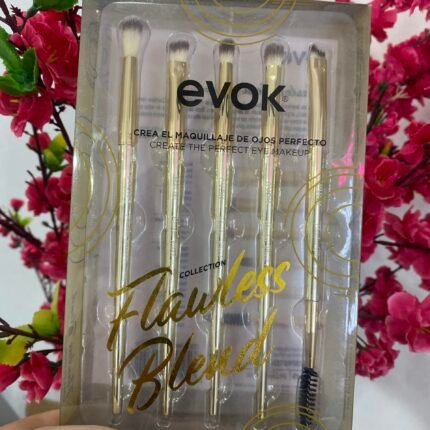 evok®
CREA EL MAQUILLAJE DE OJOS PERFECTO
CREATE THE PERFECT EYE MAKEUP
COLLECTION
Flawless
Blend